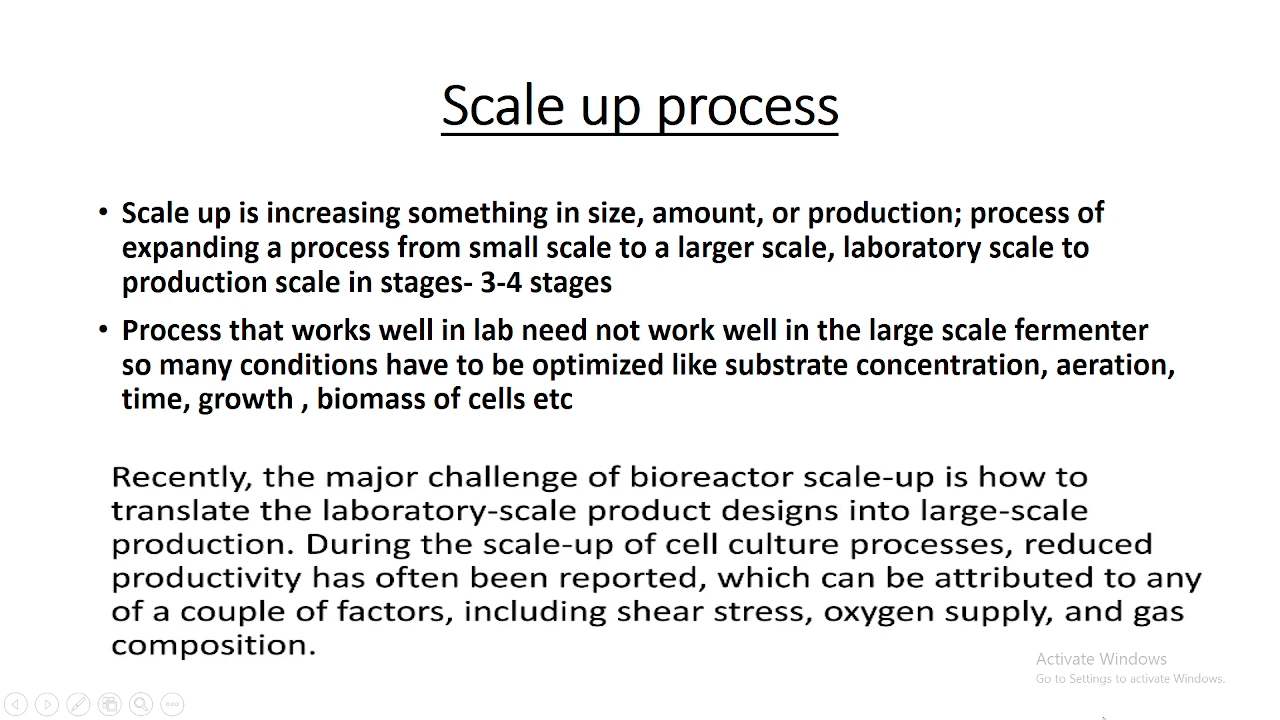 Scale up process
• Scale up is increasing something in size, amount, or production; process of
expanding a process from small scale to a larger scale, laboratory scale to
production scale in stages- 3-4 stages
• Process that works well in lab need not work well in the large scale fermenter
so many conditions have to be optimized like substrate concentration, aeration,
time, growth , biomass of cells etc
Recently, the major challenge of bioreactor scale-up is how to
translate the laboratory-scale product designs into large-scale
production. During the scale-up of cell culture processes, reduced
productivity has often been reported, which can be attributed to any
of a couple of factors, including shear stress, oxygen supply, and gas
composition.
Activate Windows
Go to Settings to activate Windows.